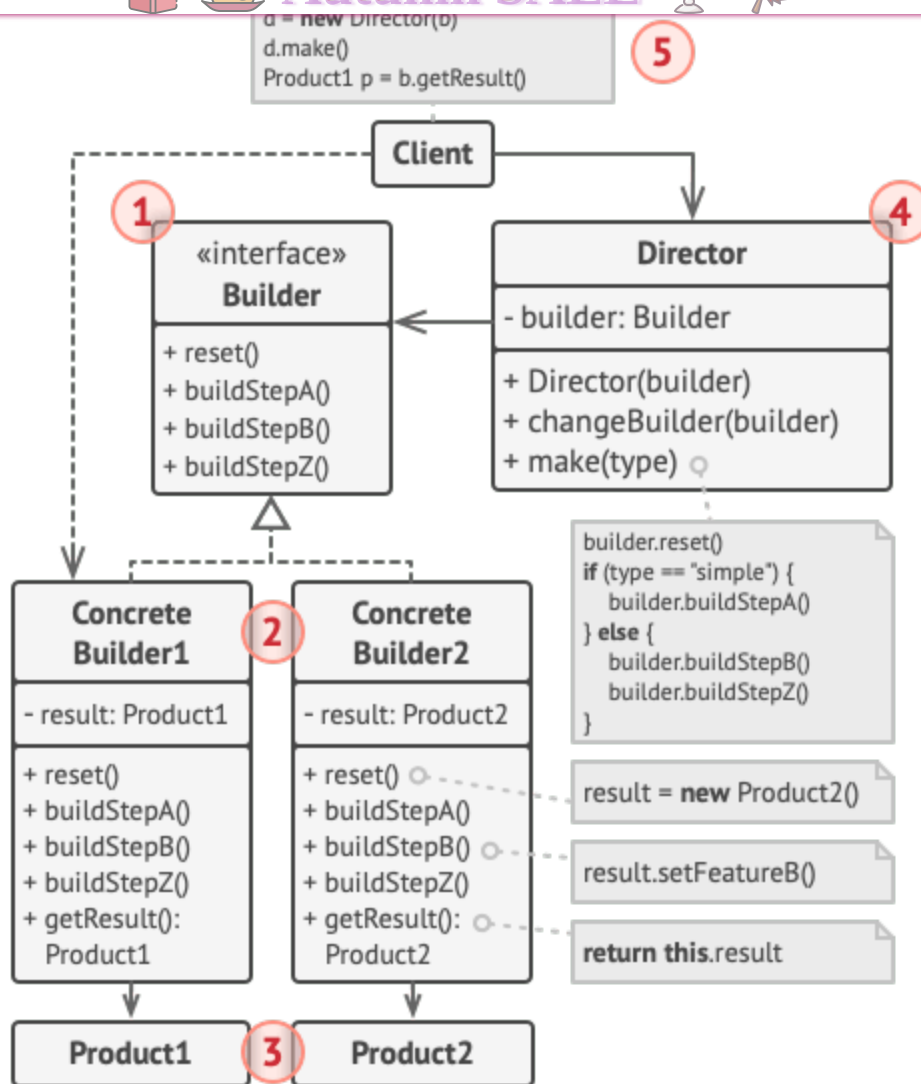 d = new Director(b)
d.make()
Product1 p = b.getResult()
5
Client
1
«interface»
Builder
+ reset()
+ buildStepA()
+ buildStepB()
+ buildStepZ()
4
Director
- builder: Builder
+ Director(builder)
+ changeBuilder(builder)
+ make(type)
builder.reset()
if (type == "simple") {
builder.buildStepA()
} else {
builder.buildStepB()
builder.buildStepZ()
}
Concrete
Builder1
- result: Product1
+ reset()
+ buildStepA()
+ buildStepB()
+ buildStepZ()
+ getResult():
Product1
2
Concrete
Builder2
- result: Product2
+ reset()
+ buildStepA()
+ buildStepB()
+ buildStepZ()
+ getResult():
Product2
result = new Product2()
result.setFeatureB()
return this.result
Product1
3
Product2